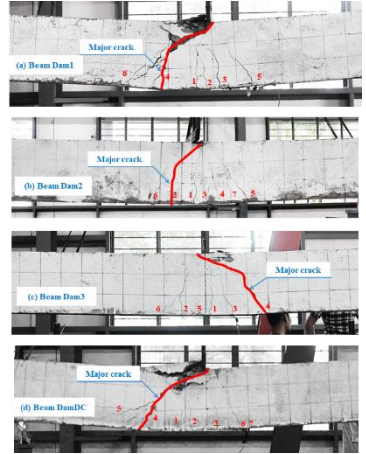 Major crack
(a) Beam Dam1
6 4 1 2 3 5
Major crack
(b) Beam Dam2
6 2 1 3 4 7 5
Major crack
(c) Beam Dam3
6 2 5 1 3 4
Major crack
5
(d) Beam DamDC
4 1 2 3 6 7